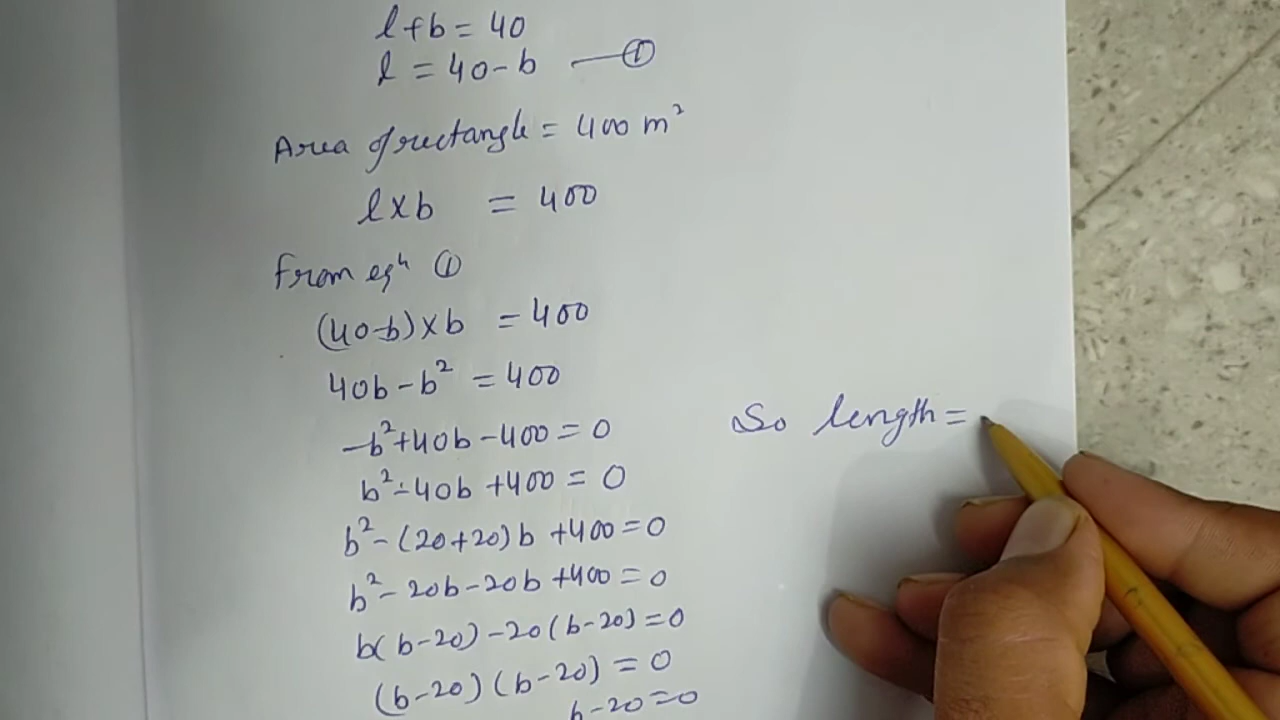 l+b = 40
l = 40-b —①
Area of rectangle = 400 m²
l×b = 400
From eqⁿ ①
(40-b)×b = 400
40b-b² = 400
-b²+40b-400=0
b²-40b+400=0
b²-(20+20)b+400=0
b²-20b-20b+400=0
b(b-20)-20(b-20)=0
(b-20)(b-20)=0
b-20=0
So length=